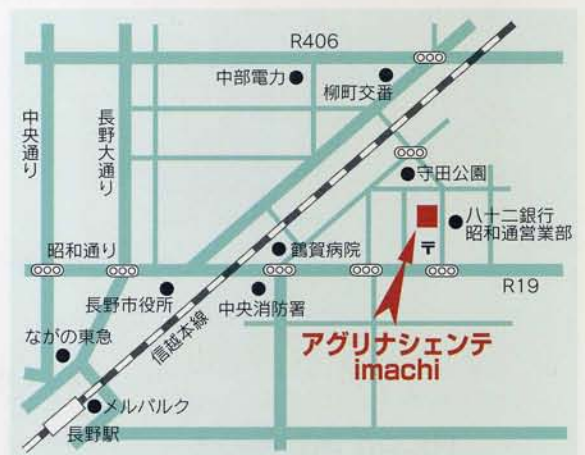 R406
中部電力
柳町交番
中央通り
長野大通り
守田公園
八十二銀行
昭和通営業部
〒
昭和通り
鶴賀病院
R19
長野市役所
中央消防署
信越本線
アグリナシェンテ
imachi
ながの東急
メルパルク
長野駅